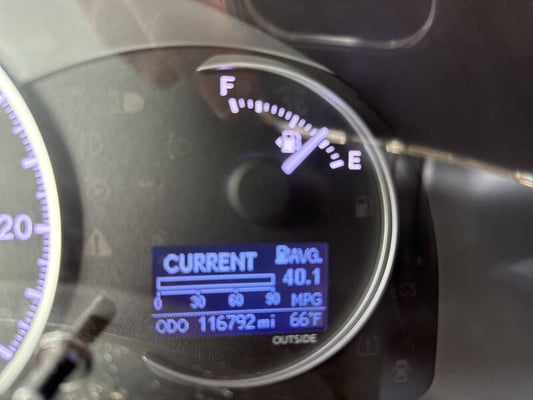 F
E
20
CURRENT AVG.
40.1
0 30 60 90 MPG
ODO 116792 mi 66°F
OUTSIDE